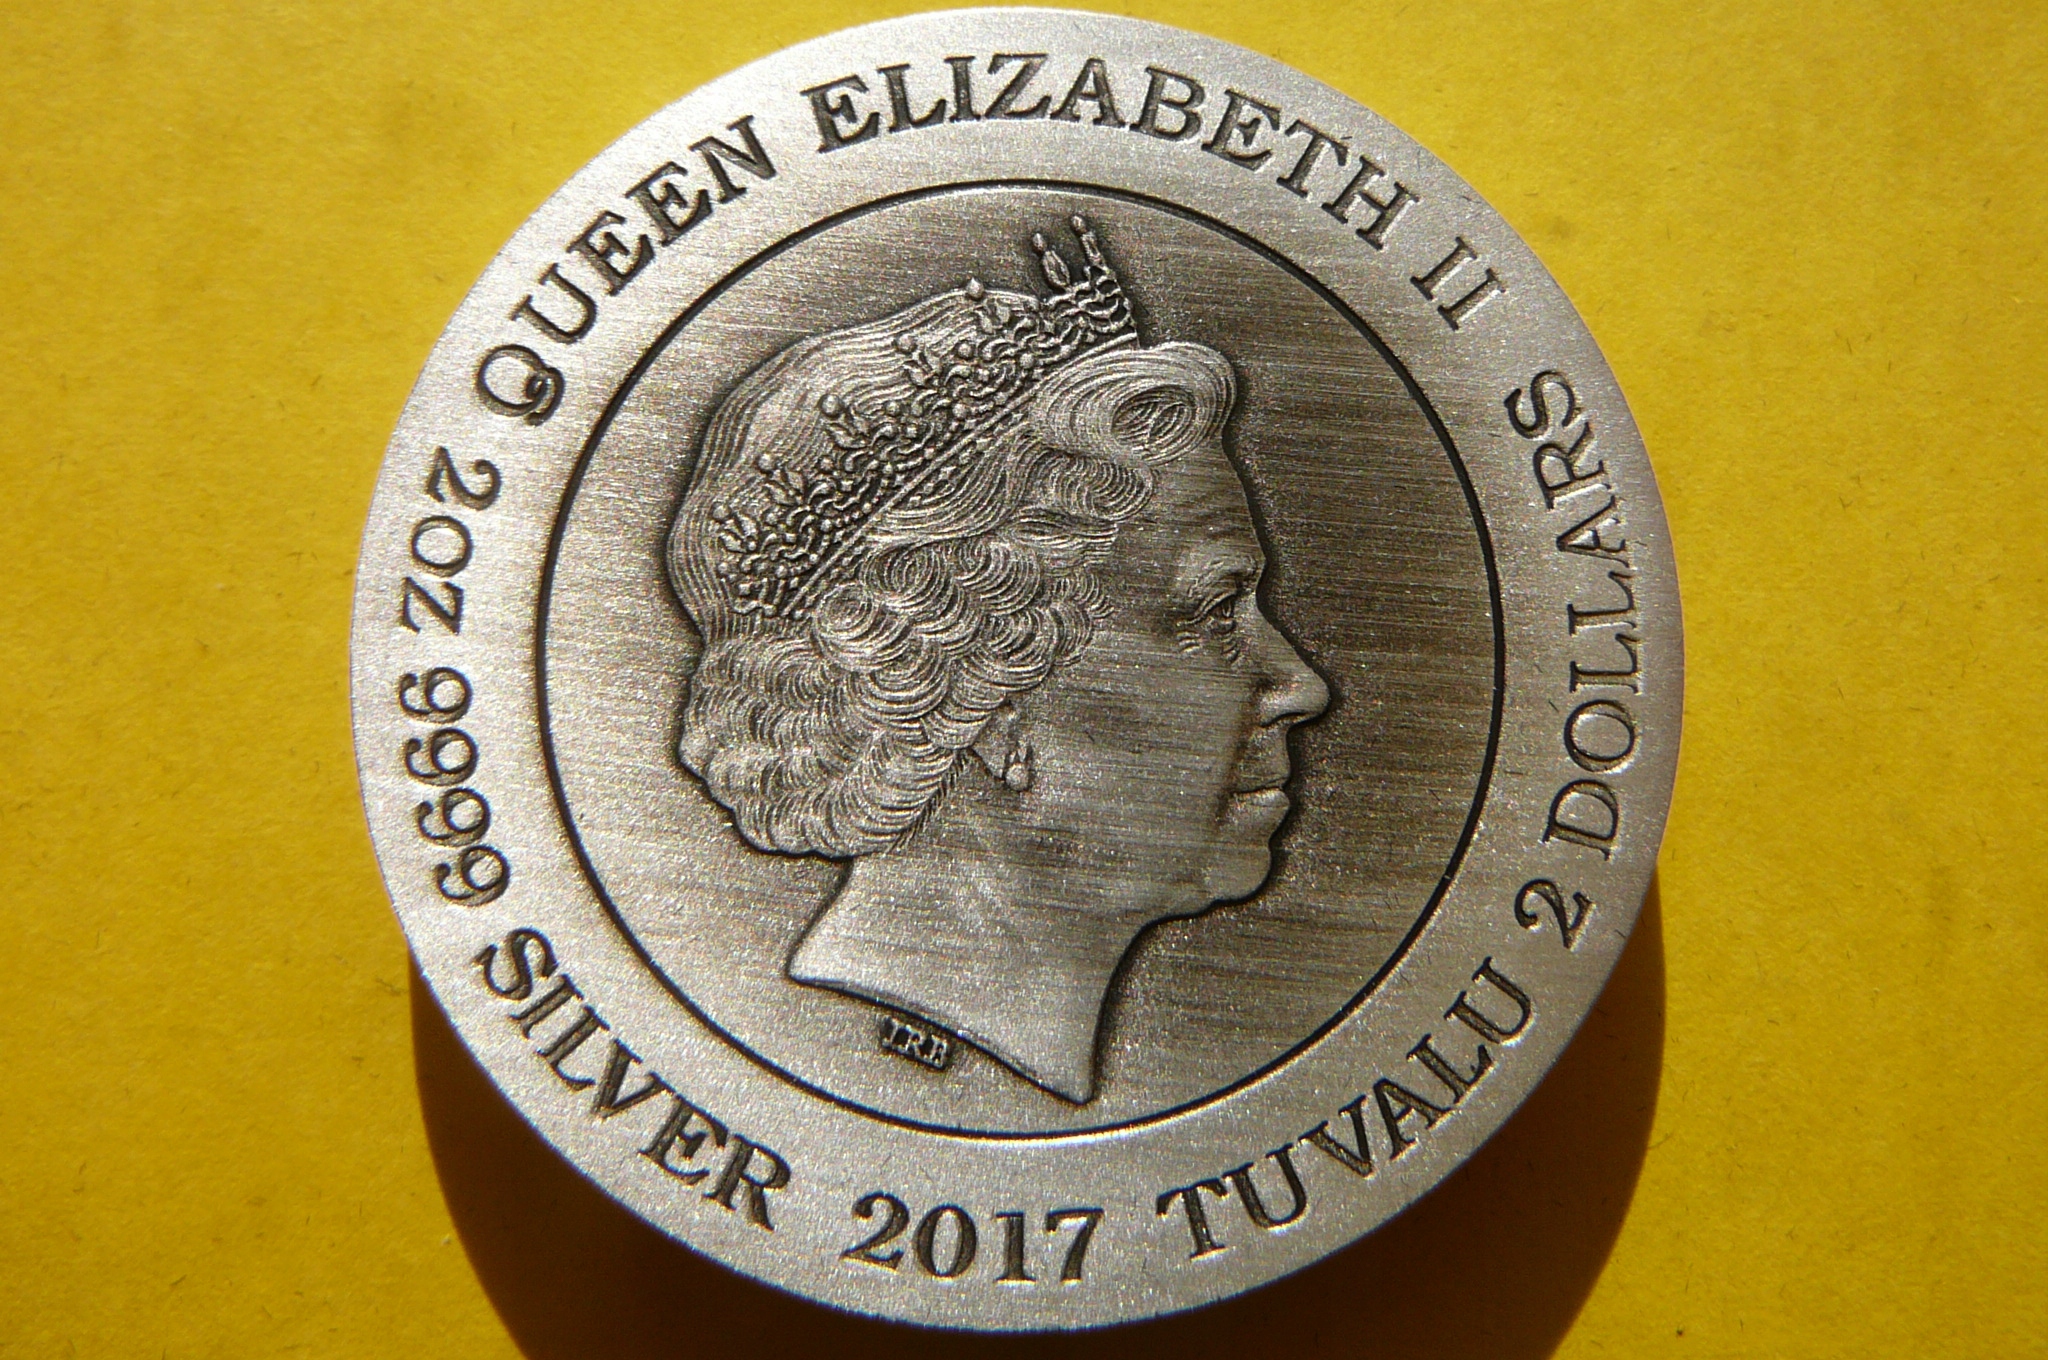 QUEEN ELIZABETH II 2 DOLLARS TUVALU 2017 SILVER 9999 2OZ
IRB